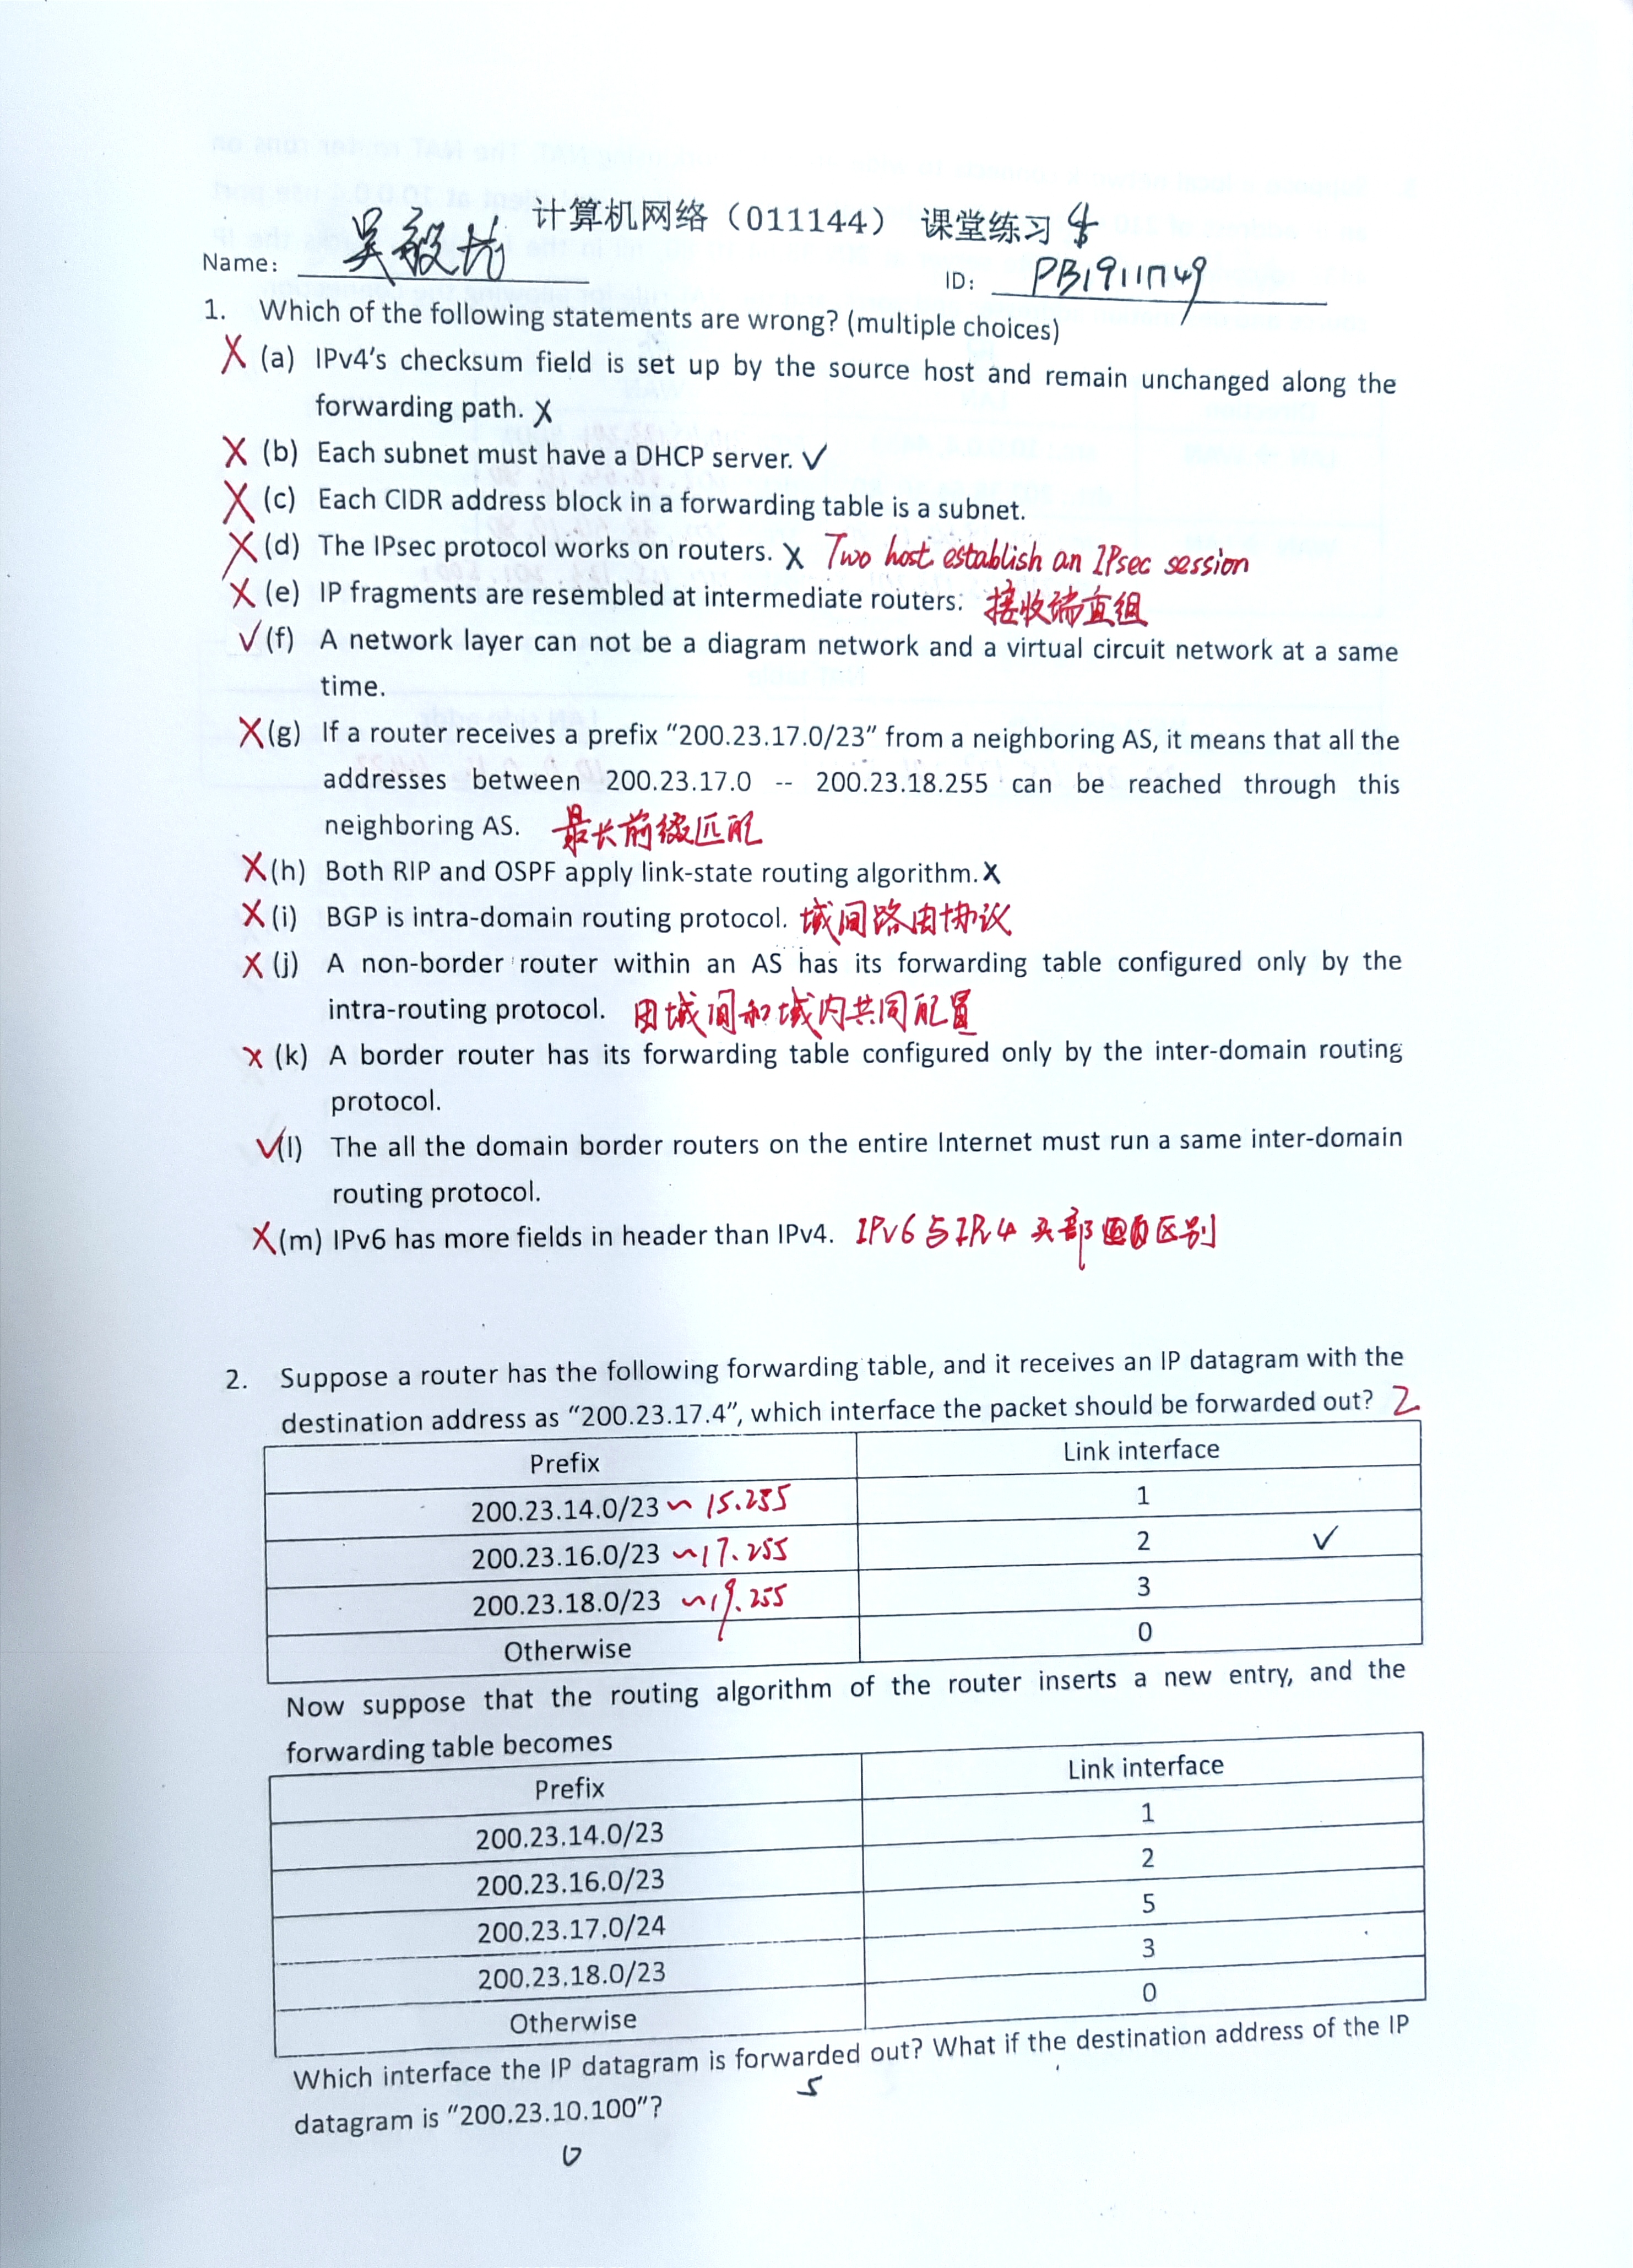 计算机网络（011144） 课堂练习
Name: 吴毅
ID: PB19111749
1. Which of the following statements are wrong? (multiple choices)
X (a) IPv4's checksum field is set up by the source host and remain unchanged along the
forwarding path. X
X (b) Each subnet must have a DHCP server. ✓
X (c) Each CIDR address block in a forwarding table is a subnet.
X (d) The IPsec protocol works on routers. X Two host establish an IPsec session
X (e) IP fragments are resembled at intermediate routers. 接收端重组
✓ (f) A network layer can not be a diagram network and a virtual circuit network at a same
time.
X (g) If a router receives a prefix “200.23.17.0/23” from a neighboring AS, it means that all the
addresses between 200.23.17.0 -- 200.23.18.255 can be reached through this
neighboring AS. 最长前缀匹配
X (h) Both RIP and OSPF apply link-state routing algorithm. X
X (i) BGP is intra-domain routing protocol. 域间路由协议
X (j) A non-border router within an AS has its forwarding table configured only by the
intra-routing protocol. 由域间和域内共同配置
X (k) A border router has its forwarding table configured only by the inter-domain routing
protocol.
✓ (l) The all the domain border routers on the entire Internet must run a same inter-domain
routing protocol.
X (m) IPv6 has more fields in header than IPv4. IPv6与IPv4头部 区别
2. Suppose a router has the following forwarding table, and it receives an IP datagram with the
destination address as “200.23.17.4”, which interface the packet should be forwarded out? 2
Prefix Link interface
200.23.14.0/23 ~ 15.255 1
200.23.16.0/23 ~17.255 2 ✓
200.23.18.0/23 ~19.255 3
Otherwise 0
Now suppose that the routing algorithm of the router inserts a new entry, and the
forwarding table becomes
Prefix Link interface
200.23.14.0/23 1
200.23.16.0/23 2
200.23.17.0/24 5
200.23.18.0/23 3
Otherwise 0
Which interface the IP datagram is forwarded out? What if the destination address of the IP
5
datagram is “200.23.10.100”?
0